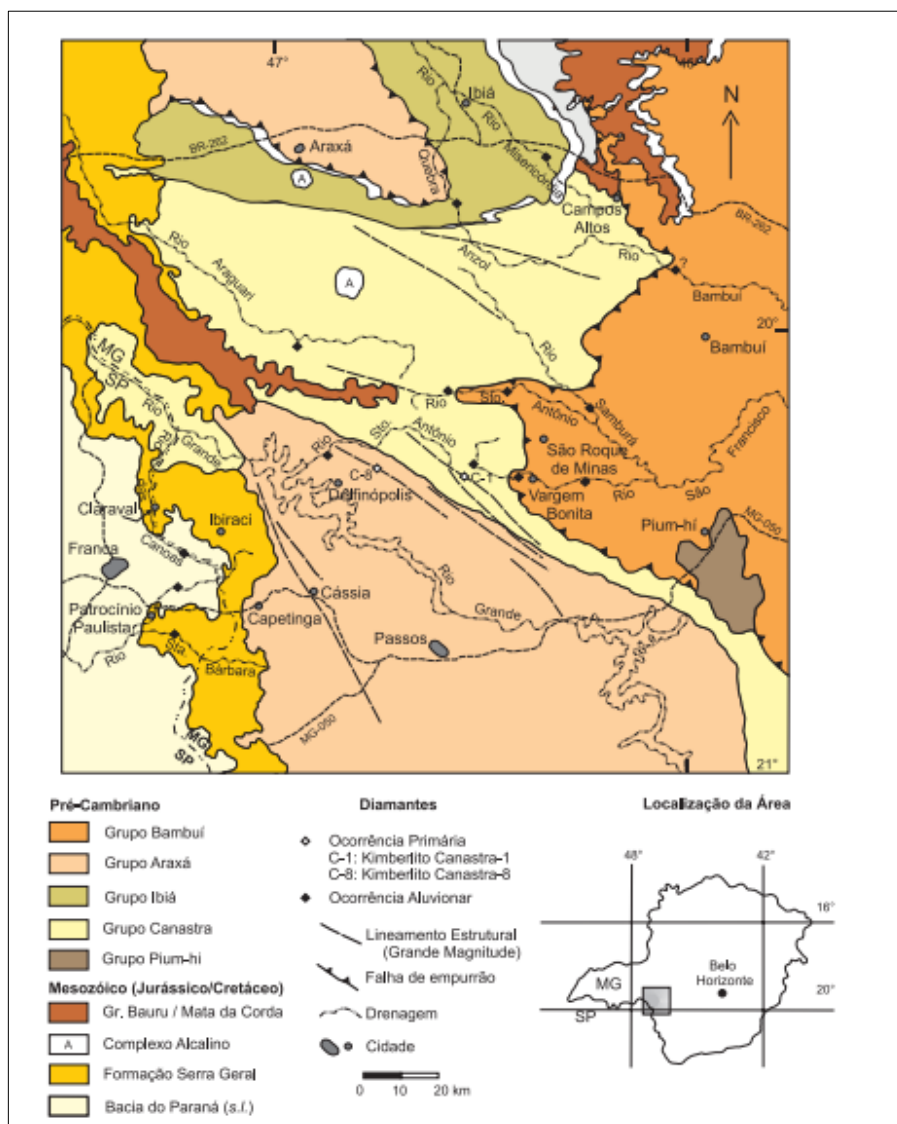 47°
46°
N
Rio
Ibiá
Rio
BR-262
Araxá
Quebra
Misericórdia
A
Campos
Altos
BR-262
Rio
Anzol
Rio
?
Araguari
A
Bambuí
20°
Rio
Bambuí
MG
SP
Rio
Sto.
Rio
Antônio
Samburá
Francisco
Grande
Sto.
Antônio
Rio
São Roque
de Minas
C-8
C-1
Delfinópolis
Vargem
Bonita
Rio
São
MG-050
Claraval
Ibiraci
Pium-hí
Canoas
Franca
Rio
Cássia
Grande
Patrocínio
Paulistar
Capetinga
Passos
Sta.
Rio
Bárbara
MG-050
MG
SP
21°
Pré-Cambriano
Grupo Bambuí
Grupo Araxá
Grupo Ibiá
Grupo Canastra
Grupo Pium-hi
Mesozóico (Jurássico/Cretáceo)
Gr. Bauru / Mata da Corda
A Complexo Alcalino
Formação Serra Geral
Bacia do Paraná (s.l.)
Diamantes
Ocorrência Primária
C-1: Kimberlito Canastra-1
C-8: Kimberlito Canastra-8
Ocorrência Aluvionar
Lineamento Estrutural
(Grande Magnitude)
Falha de empurrão
Drenagem
Cidade
0 10 20 km
Localização da Área
48° 42°
16°
Belo
Horizonte
MG
20°
SP